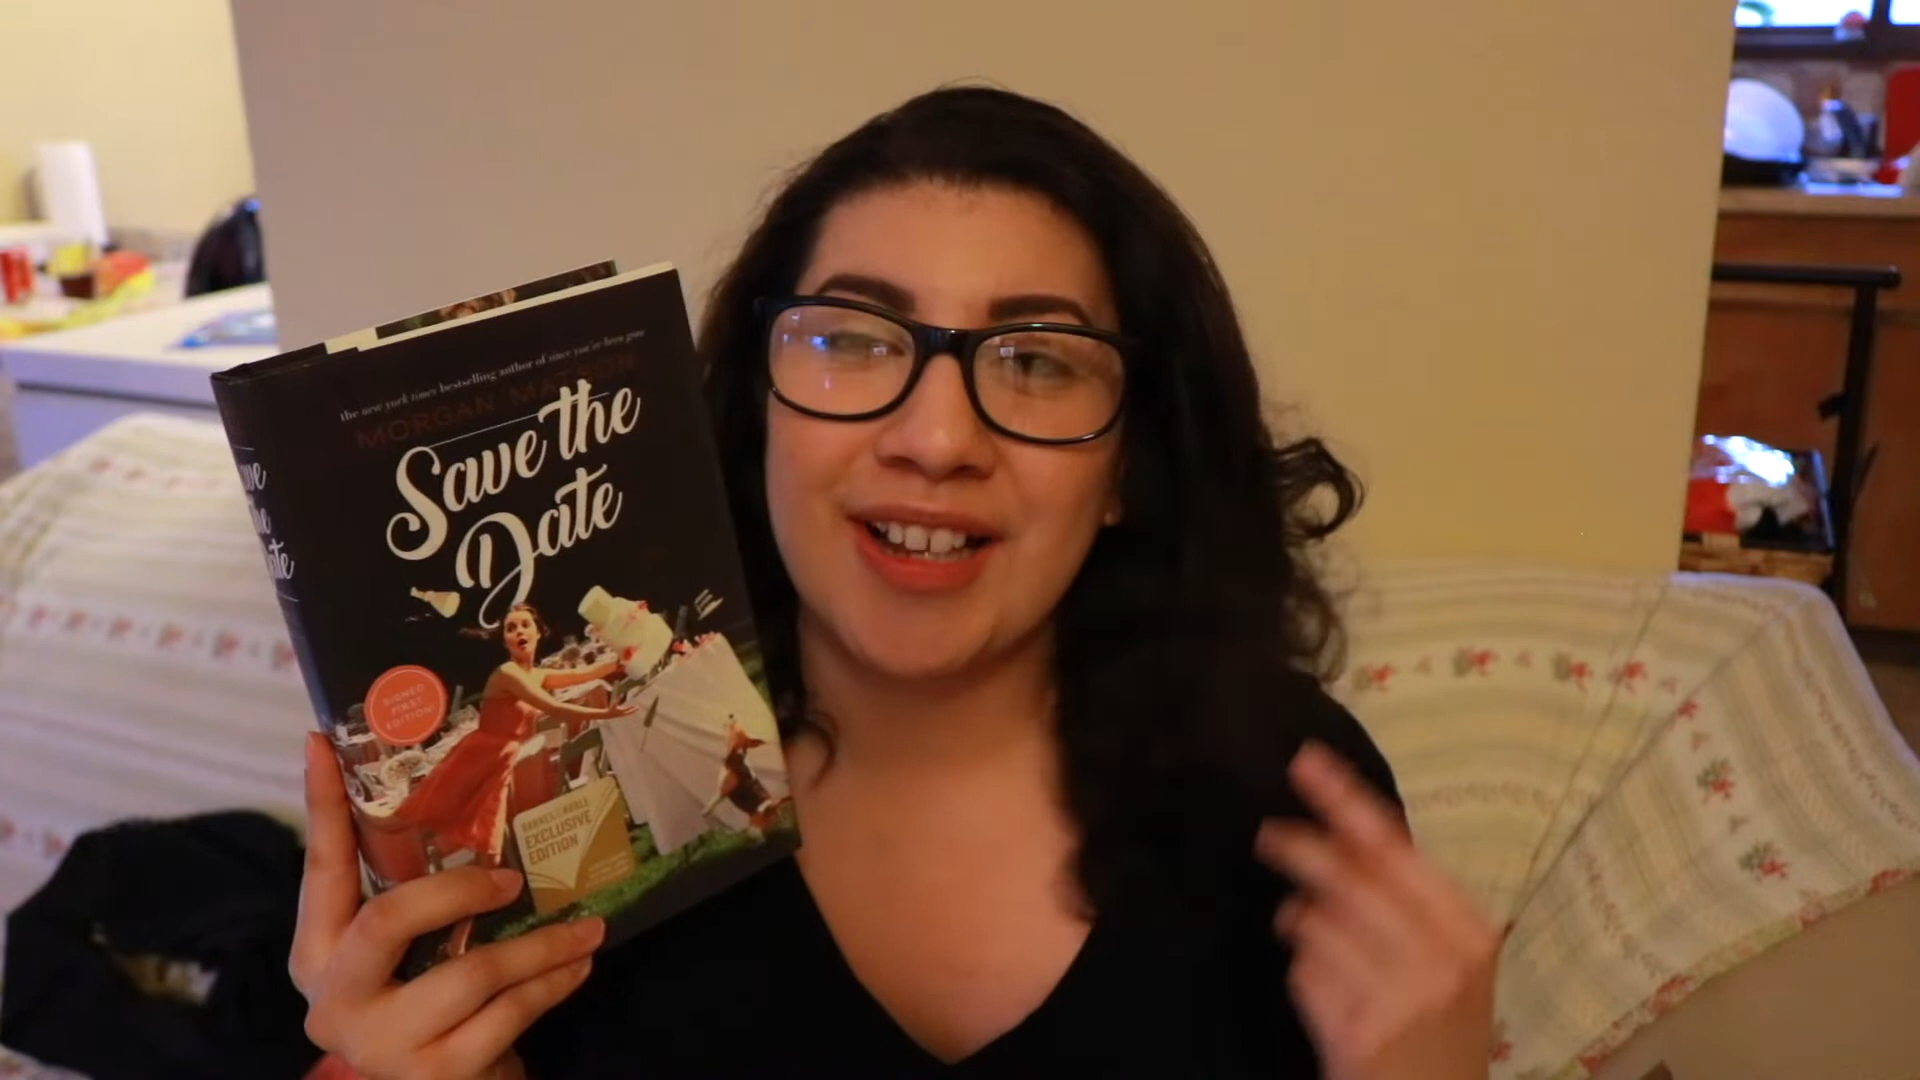 the new york times bestselling author of since you've been gone
MORGAN MATSON
Save the
Date
SIGNED
FIRST
EDITION!
BARNES & NOBLE
EXCLUSIVE
EDITION